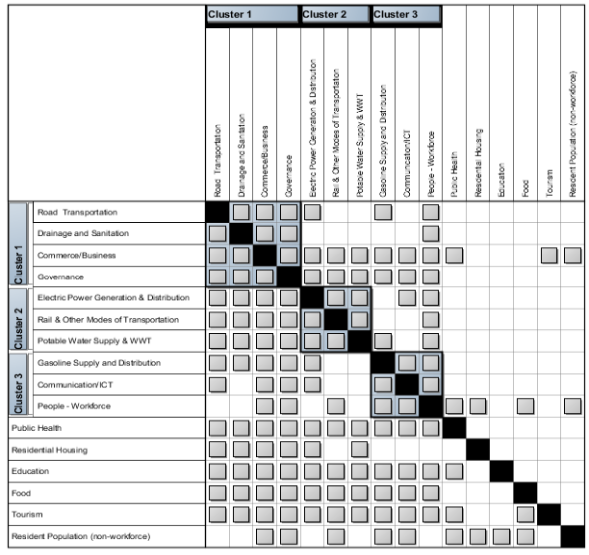 Cluster 1 Cluster 2 Cluster 3
Road Transportation
Drainage and Sanitation
Commerce/Business
Governance
Electric Power Generation & Distribution
Rail & Other Modes of Transportation
Potable Water Supply & WWT
Gasoline Supply and Distribution
Communication/ICT
People - Workforce
Public Health
Residential Housing
Education
Food
Tourism
Resident Population (non-workforce)
Cluster 1
Road Transportation
Drainage and Sanitation
Commerce/Business
Governance
Cluster 2
Electric Power Generation & Distribution
Rail & Other Modes of Transportation
Potable Water Supply & WWT
Cluster 3
Gasoline Supply and Distribution
Communication/ICT
People - Workforce
Public Health
Residential Housing
Education
Food
Tourism
Resident Population (non-workforce)